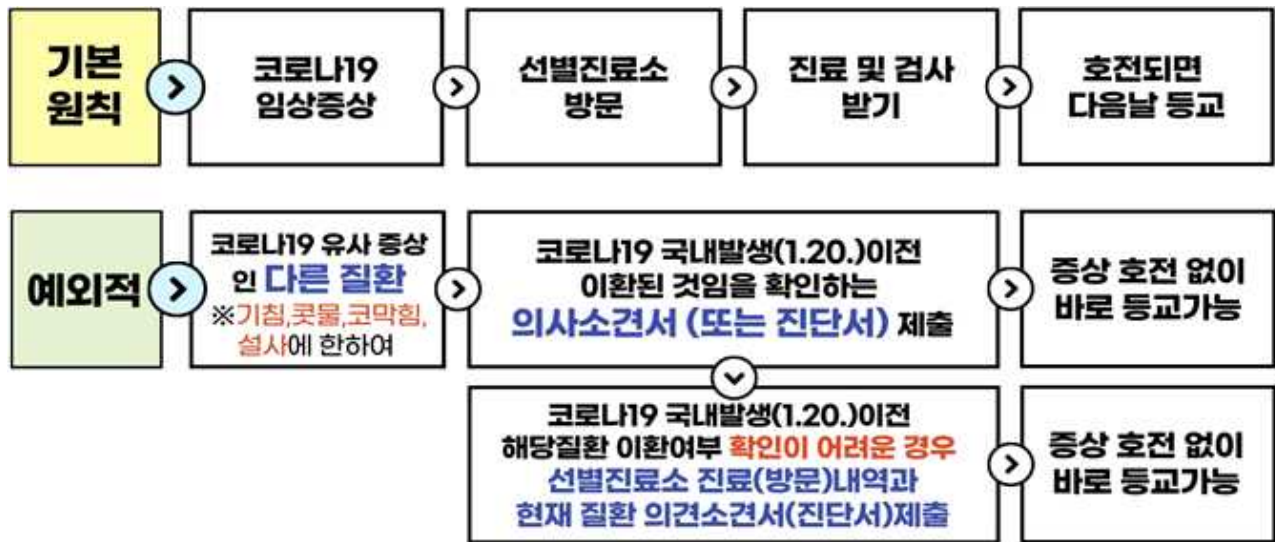 기본
원칙
코로나19
임상증상
선별진료소
방문
진료 및 검사
받기
호전되면
다음날 등교
예외적
코로나19 유사 증상
인 다른 질환
※기침,콧물,코막힘,
설사에 한하여
코로나19 국내발생(1.20.)이전
이환된 것임을 확인하는
의사소견서 (또는 진단서) 제출
증상 호전 없이
바로 등교가능
코로나19 국내발생(1.20.)이전
해당질환 이환여부 확인이 어려운 경우
선별진료소 진료(방문)내역과
현재 질환 의견소견서(진단서)제출
증상 호전 없이
바로 등교가능